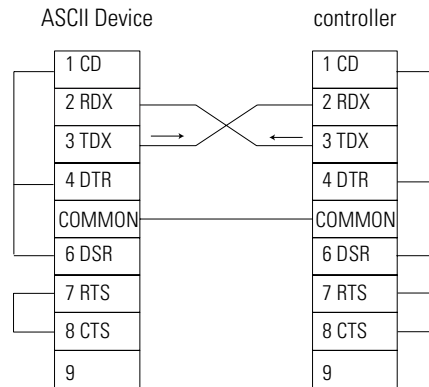 ASCII Device
controller
1 CD
1 CD
2 RDX
2 RDX
3 TDX
3 TDX
4 DTR
4 DTR
COMMON
COMMON
6 DSR
6 DSR
7 RTS
7 RTS
8 CTS
8 CTS
9
9